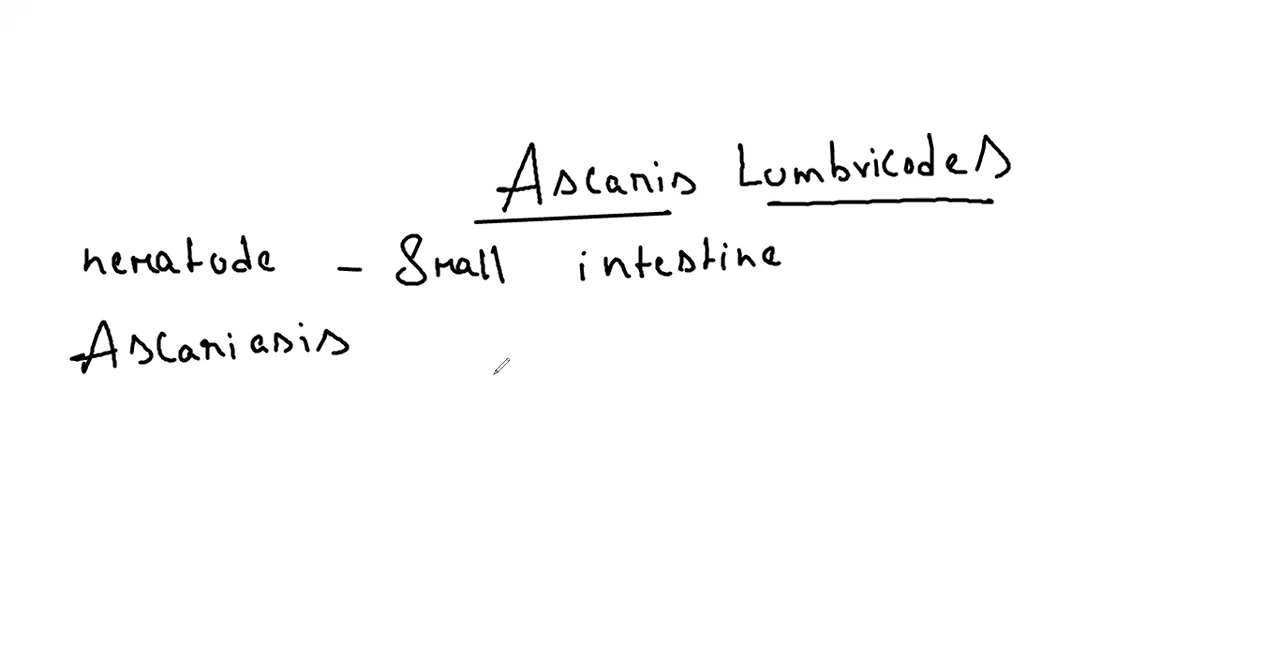 Ascaris Lumbricodes
nematode - Small intestine
Ascariasis